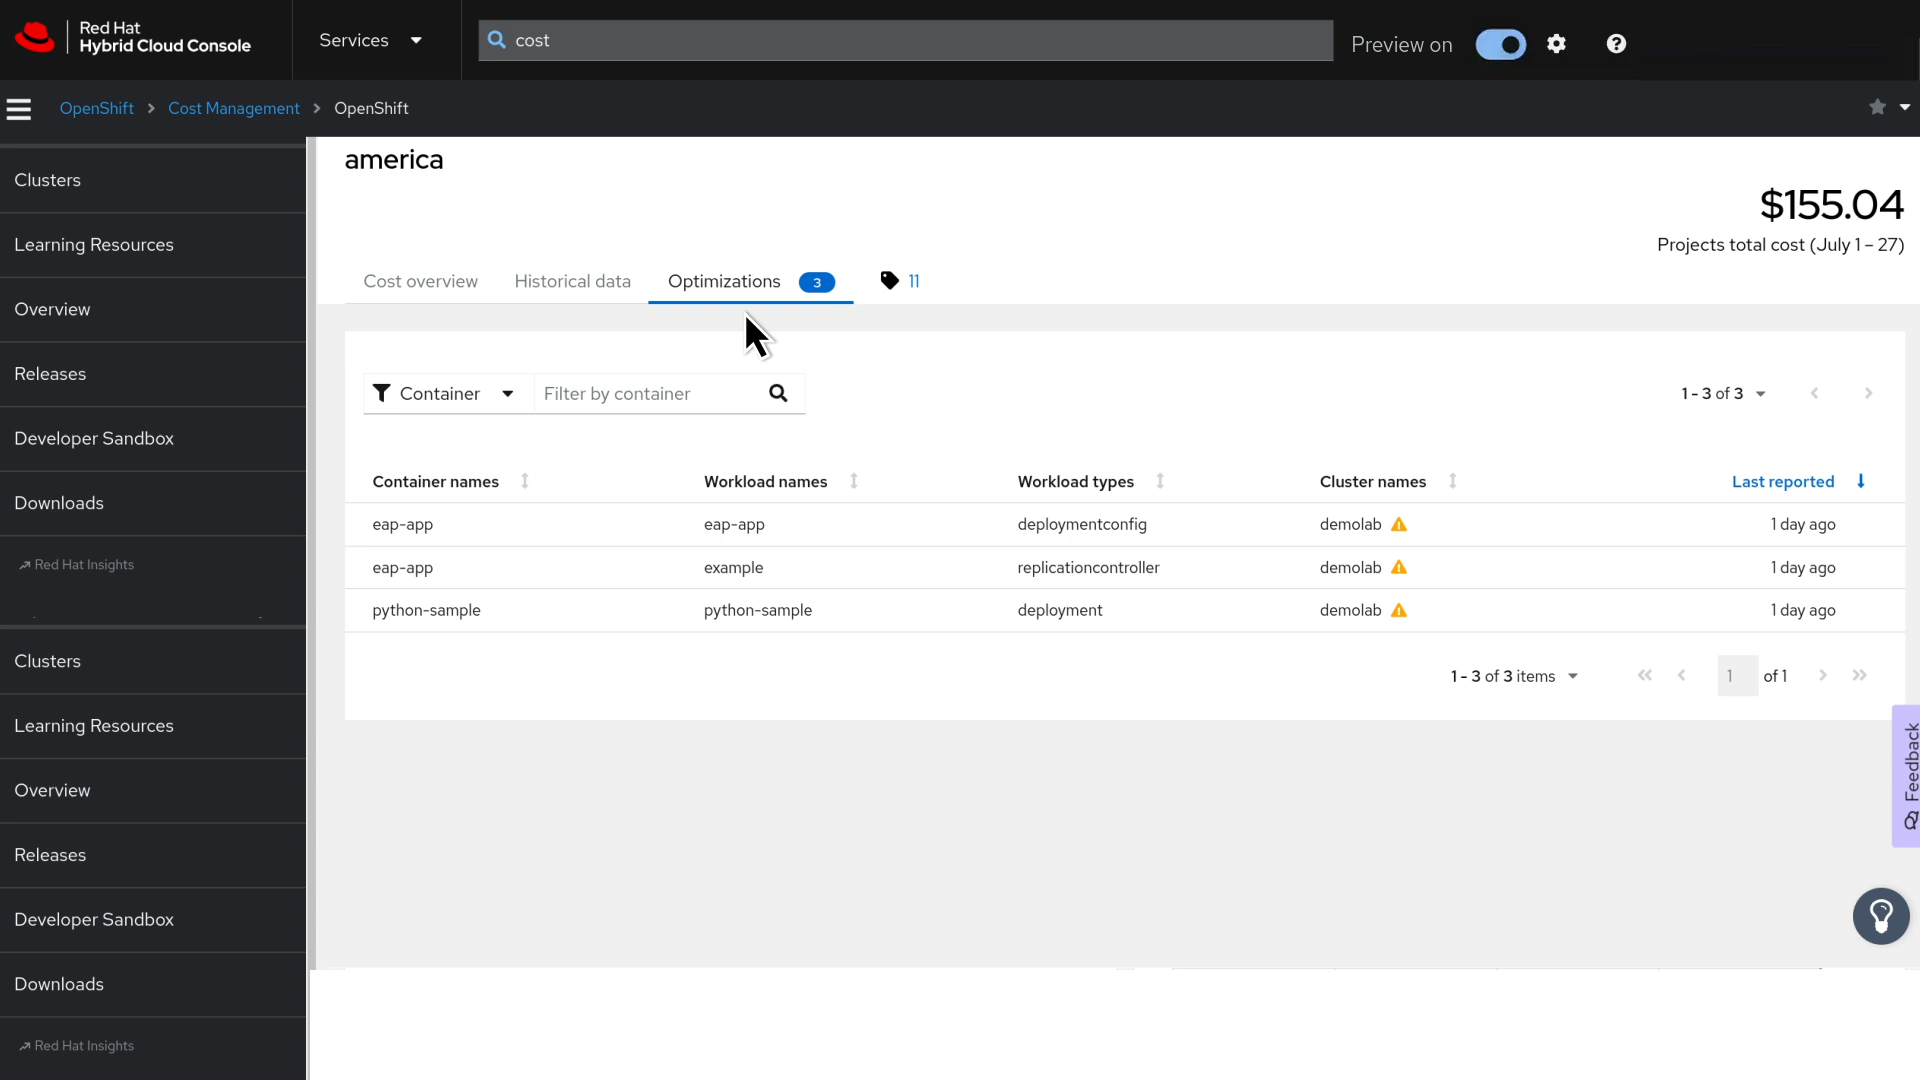 Red Hat
Hybrid Cloud Console
Services
cost
Preview on
OpenShift > Cost Management > OpenShift
Clusters
Learning Resources
Overview
Releases
Developer Sandbox
Downloads
Red Hat Insights
Clusters
Learning Resources
Overview
Releases
Developer Sandbox
Downloads
Red Hat Insights
america
$155.04
Projects total cost (July 1 – 27)
Cost overview Historical data Optimizations 3 11
Container Filter by container 1 - 3 of 3
Container names Workload names Workload types Cluster names Last reported
eap-app eap-app deploymentconfig demolab 1 day ago
eap-app example replicationcontroller demolab 1 day ago
python-sample python-sample deployment demolab 1 day ago
1 - 3 of 3 items 1 of 1
Feedback